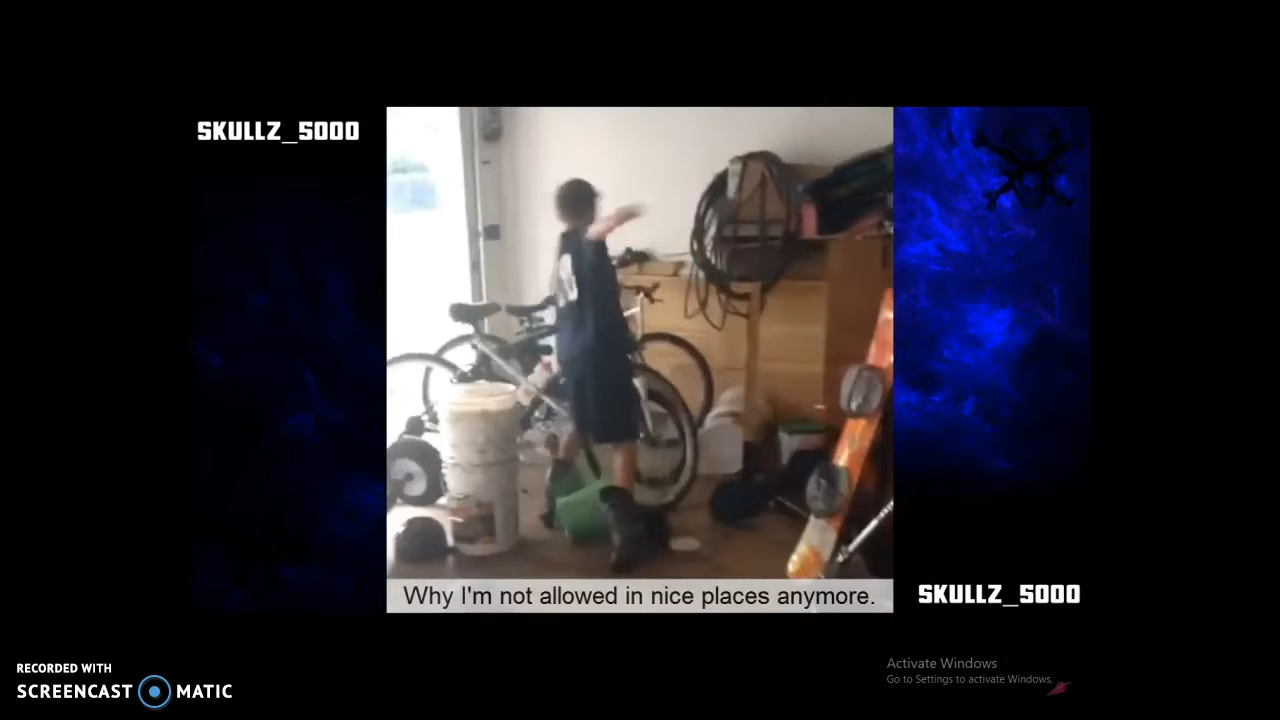 SKULLZ_5000
Why I'm not allowed in nice places anymore.
SKULLZ_5000
RECORDED WITH
SCREENCAST MATIC
Activate Windows
Go to Settings to activate Windows.